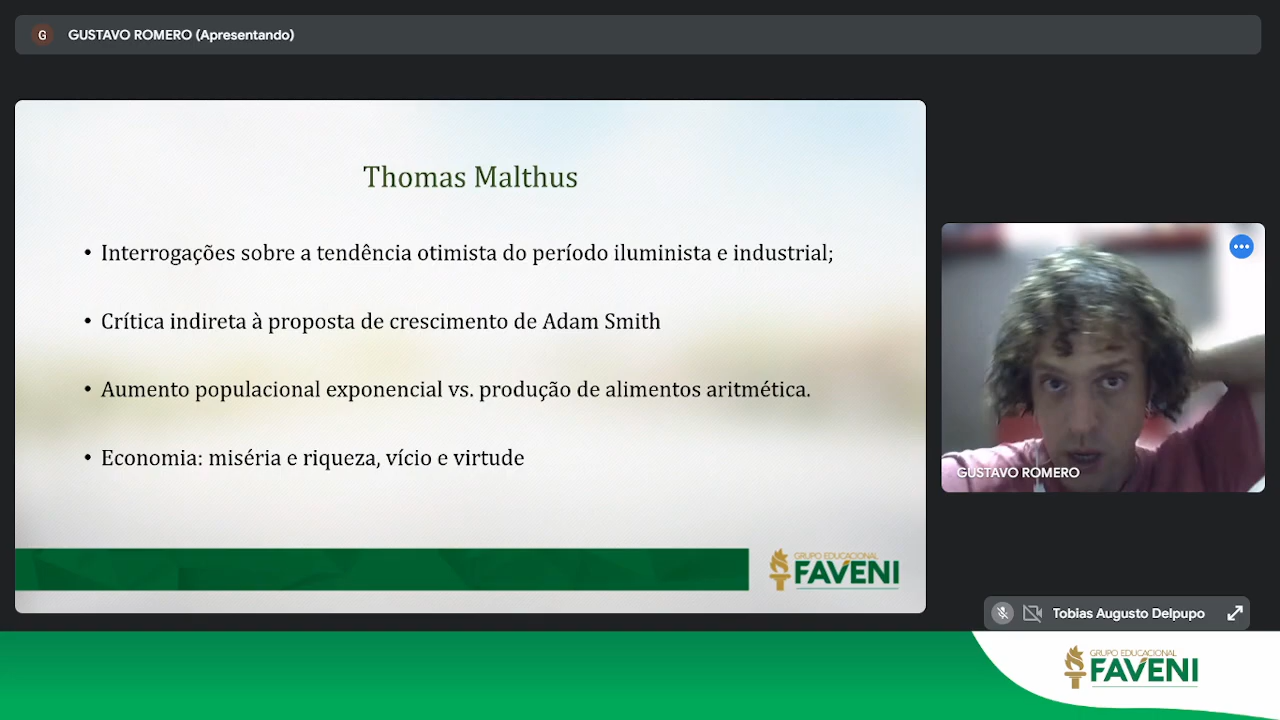 G GUSTAVO ROMERO (Apresentando)
Thomas Malthus
• Interrogações sobre a tendência otimista do período iluminista e industrial;
• Crítica indireta à proposta de crescimento de Adam Smith
• Aumento populacional exponencial vs. produção de alimentos aritmética.
• Economia: miséria e riqueza, vício e virtude
GRUPO EDUCACIONAL
FAVENI
GUSTAVO ROMERO
Tobias Augusto Delpupo
GRUPO EDUCACIONAL
FAVENI